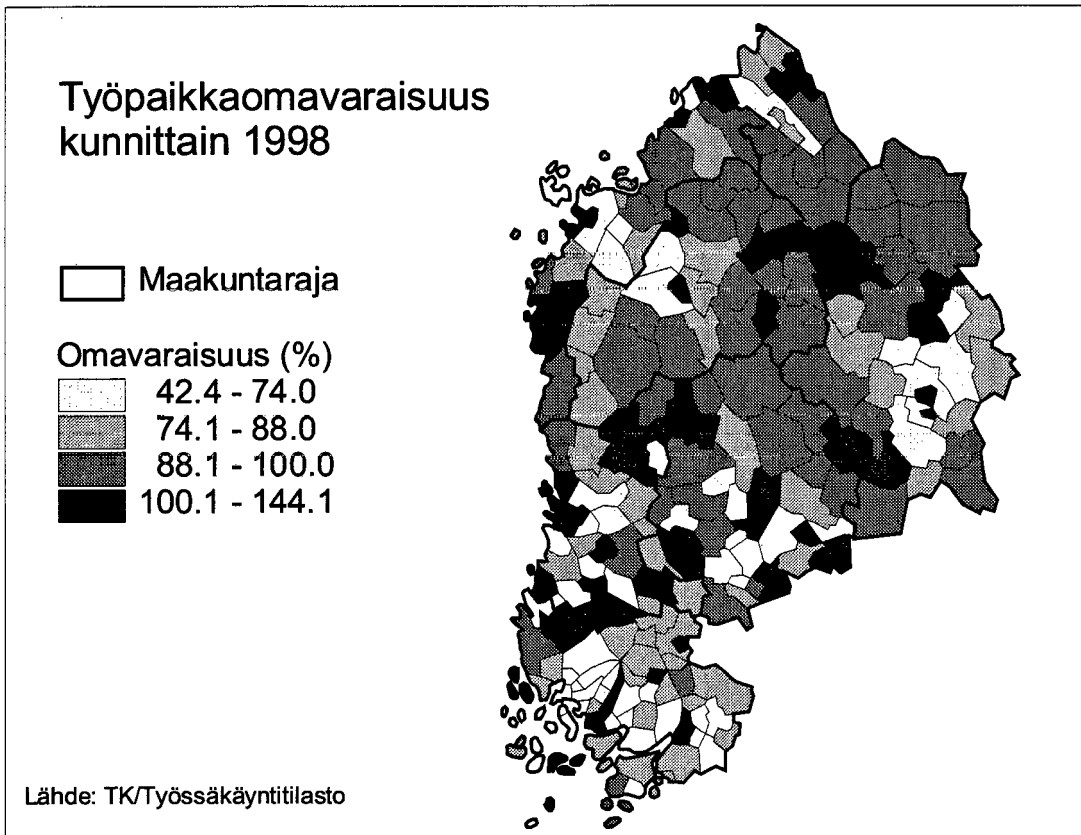 Työpaikkaomavaraisuus
kunnittain 1998
Maakuntaraja
Omavaraisuus (%)
42.4 - 74.0
74.1 - 88.0
88.1 - 100.0
100.1 - 144.1
Lähde: TK/Työssäkäyntitilasto